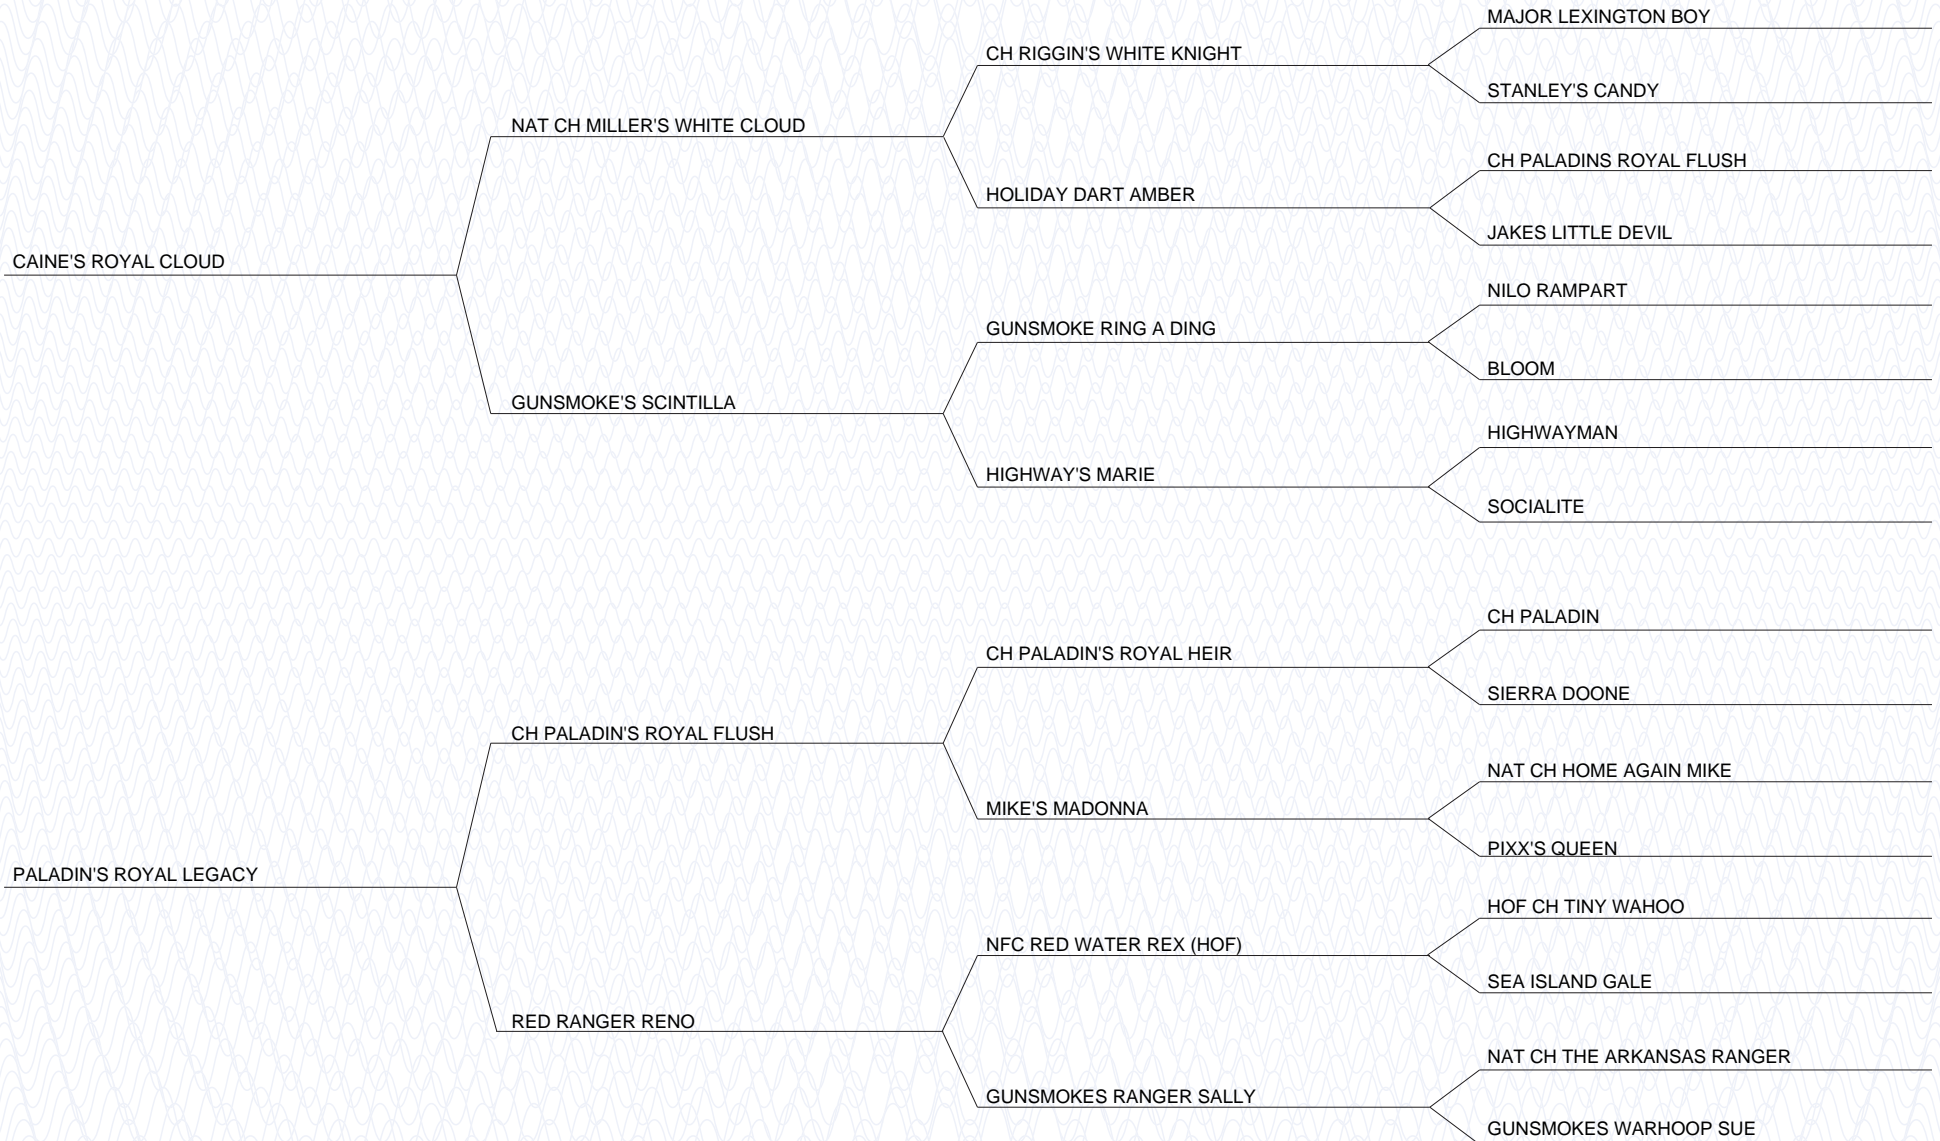 MAJOR LEXINGTON BOY
CH RIGGIN'S WHITE KNIGHT
STANLEY'S CANDY
NAT CH MILLER'S WHITE CLOUD
CH PALADINS ROYAL FLUSH
HOLIDAY DART AMBER
JAKES LITTLE DEVIL
CAINE'S ROYAL CLOUD
NILO RAMPART
GUNSMOKE RING A DING
BLOOM
GUNSMOKE'S SCINTILLA
HIGHWAYMAN
HIGHWAY'S MARIE
SOCIALITE
CH PALADIN
CH PALADIN'S ROYAL HEIR
SIERRA DOONE
CH PALADIN'S ROYAL FLUSH
NAT CH HOME AGAIN MIKE
MIKE'S MADONNA
PIXX'S QUEEN
PALADIN'S ROYAL LEGACY
HOF CH TINY WAHOO
NFC RED WATER REX (HOF)
SEA ISLAND GALE
RED RANGER RENO
NAT CH THE ARKANSAS RANGER
GUNSMOKES RANGER SALLY
GUNSMOKES WARHOOP SUE